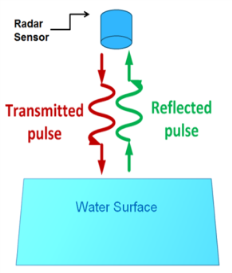 Radar
Sensor
Transmitted
pulse
Reflected
pulse
Water Surface